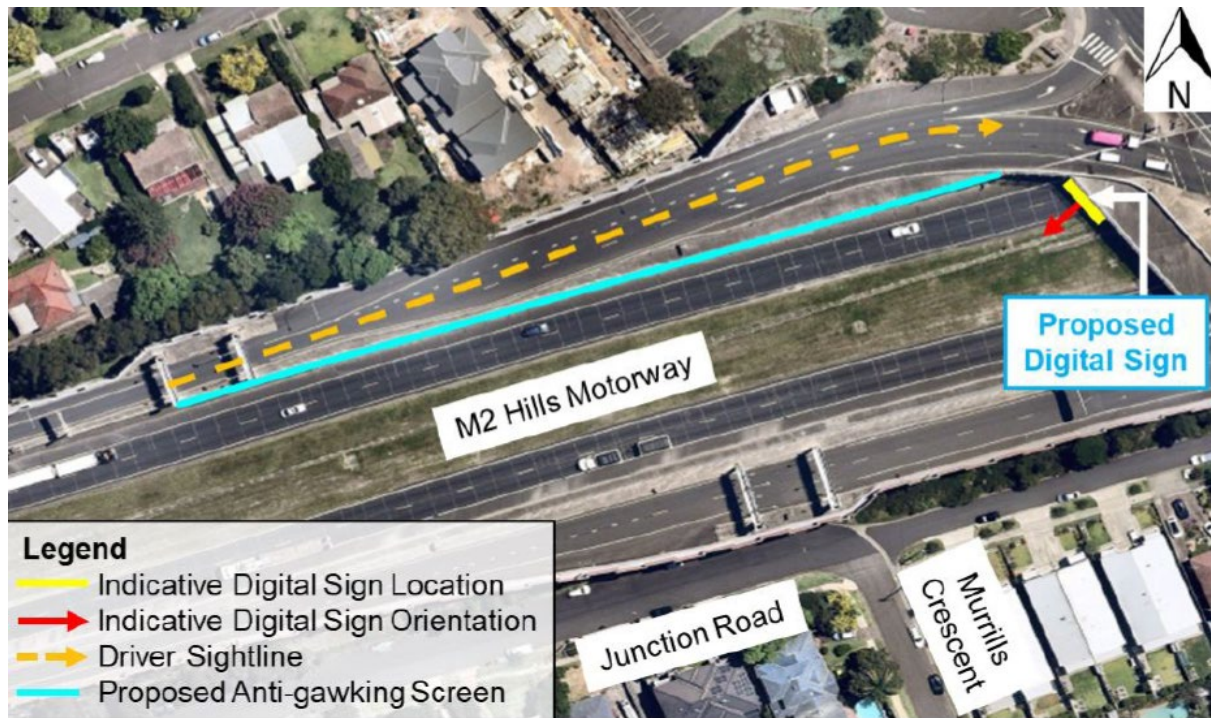 N
Proposed
Digital Sign
M2 Hills Motorway
Junction Road
Murrills
Crescent
Legend
Indicative Digital Sign Location
Indicative Digital Sign Orientation
Driver Sightline
Proposed Anti-gawking Screen